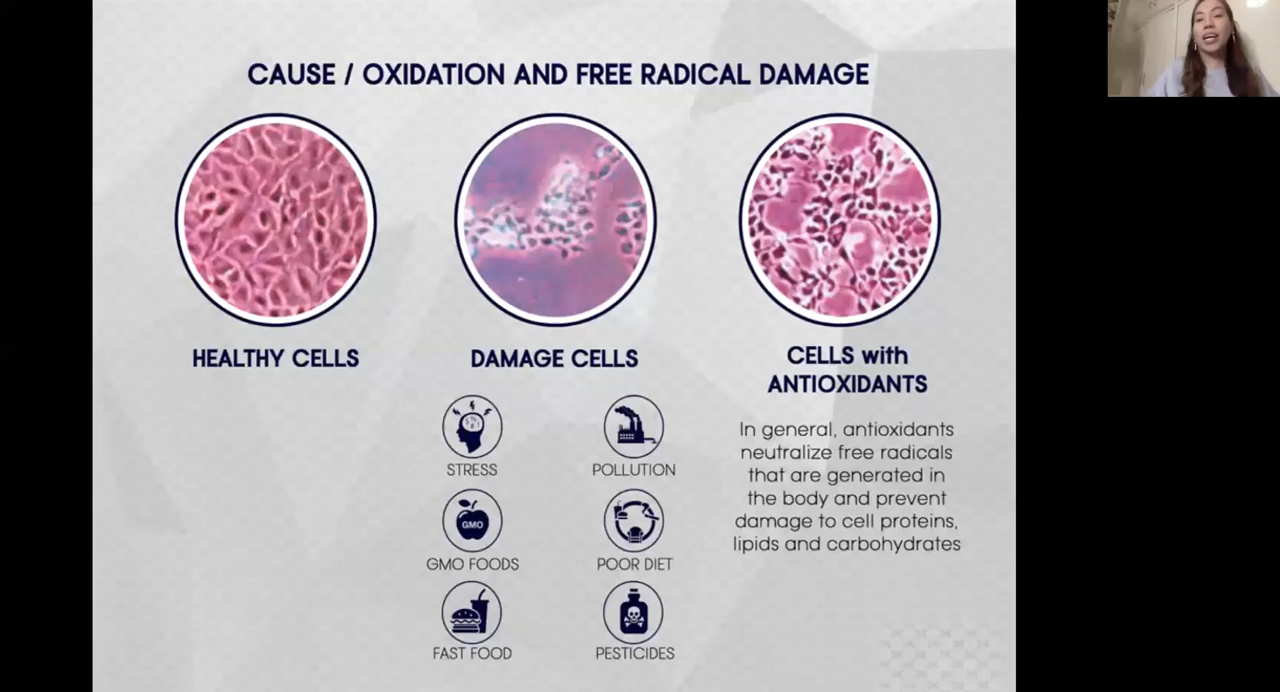 CAUSE / OXIDATION AND FREE RADICAL DAMAGE
HEALTHY CELLS
DAMAGE CELLS
STRESS
POLLUTION
GMO
GMO FOODS
POOR DIET
FAST FOOD
PESTICIDES
CELLS with
ANTIOXIDANTS
In general, antioxidants
neutralize free radicals
that are generated in
the body and prevent
damage to cell proteins,
lipids and carbohydrates